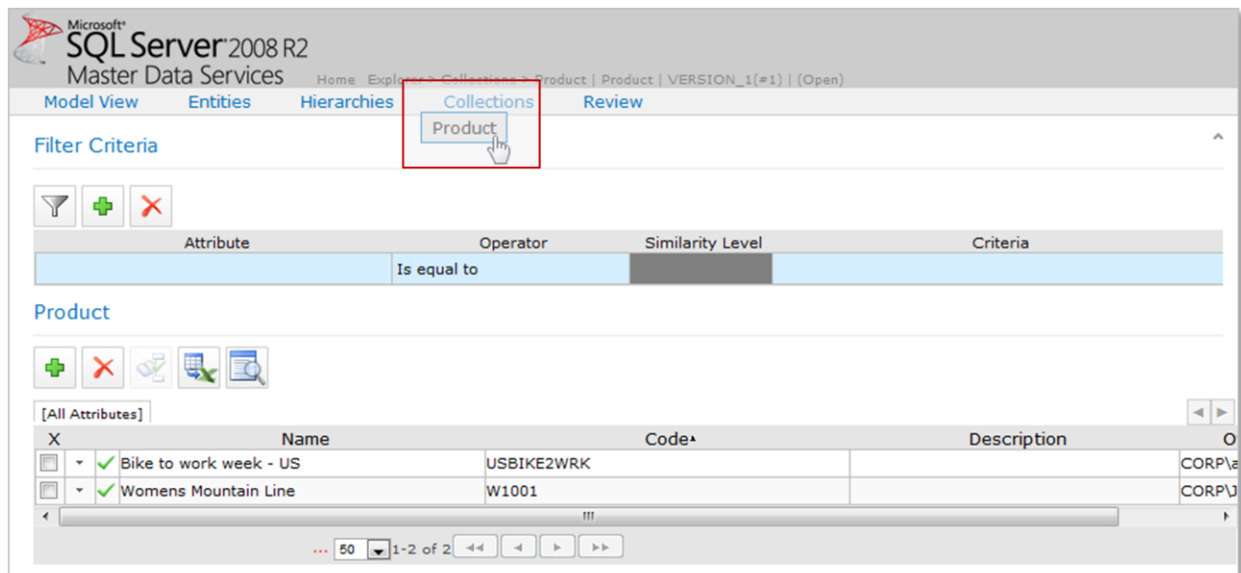 Microsoft®
SQL Server® 2008 R2
Master Data Services
Home Explorer > Collections > Product | Product | VERSION_1(#1) | (Open)
Model View Entities Hierarchies Collections Review
Product
Filter Criteria
Attribute Operator Similarity Level Criteria
Is equal to
Product
[All Attributes]
X Name Code Description O
Bike to work week - US USBIKE2WRK CORP\a
Womens Mountain Line W1001 CORP\J
... 50 1-2 of 2